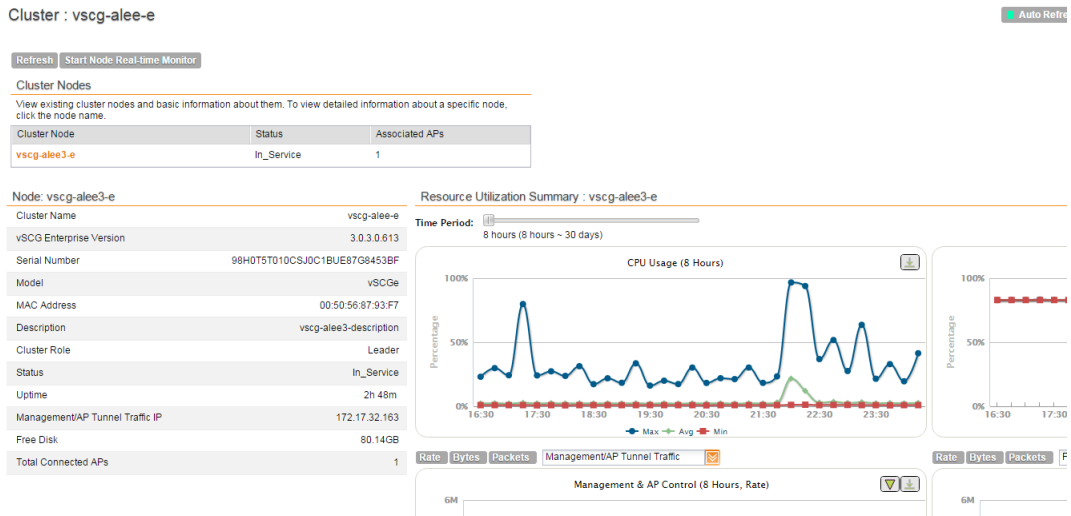 Cluster : vscg-alee-e
Auto Refre
Refresh Start Node Real-time Monitor
Cluster Nodes
View existing cluster nodes and basic information about them. To view detailed information about a specific node,
click the node name.
Cluster Node Status Associated APs
vscg-alee3-e In_Service 1
Node: vscg-alee3-e
Cluster Name vscg-alee-e
vSCG Enterprise Version 3.0.3.0.613
Serial Number 98H0T5T010CSJ0C1BUE87G8453BF
Model vSCGe
MAC Address 00:50:56:87:93:F7
Description vscg-alee3-description
Cluster Role Leader
Status In_Service
Uptime 2h 48m
Management/AP Tunnel Traffic IP 172.17.32.163
Free Disk 80.14GB
Total Connected APs 1
Resource Utilization Summary : vscg-alee3-e
Time Period:
8 hours (8 hours ~ 30 days)
CPU Usage (8 Hours)
100%
50%
0%
Percentage
16:30 17:30 18:30 19:30 20:30 21:30 22:30 23:30
Max Avg Min
100%
50%
0%
Percentage
16:30 17:30
Rate Bytes Packets Management/AP Tunnel Traffic
Rate Bytes Packets
Management & AP Control (8 Hours, Rate)
6M
6M